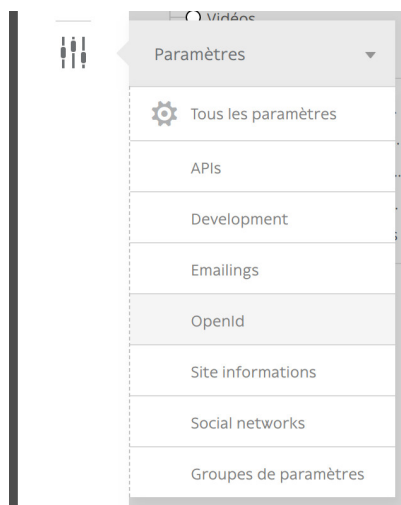 Vidéos
Paramètres
Tous les paramètres
APIs
Development
Emailings
OpenId
Site informations
Social networks
Groupes de paramètres